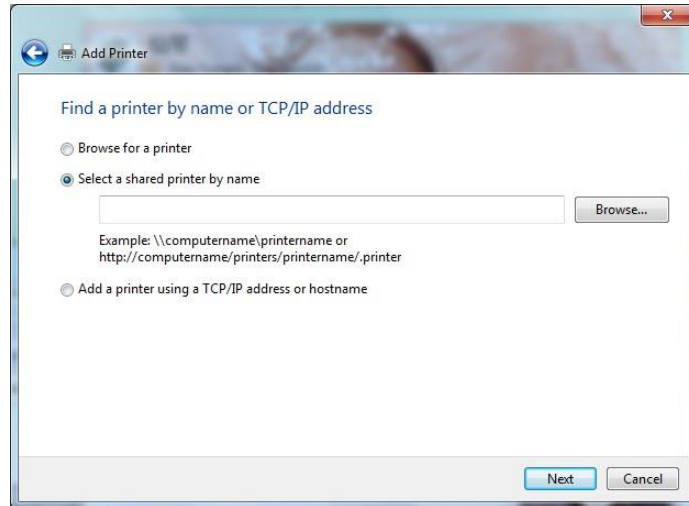 Add Printer
Find a printer by name or TCP/IP address
Browse for a printer
Select a shared printer by name
Browse...
Example: \\computername\printername or
http://computername/printers/printername/.printer
Add a printer using a TCP/IP address or hostname
Next
Cancel